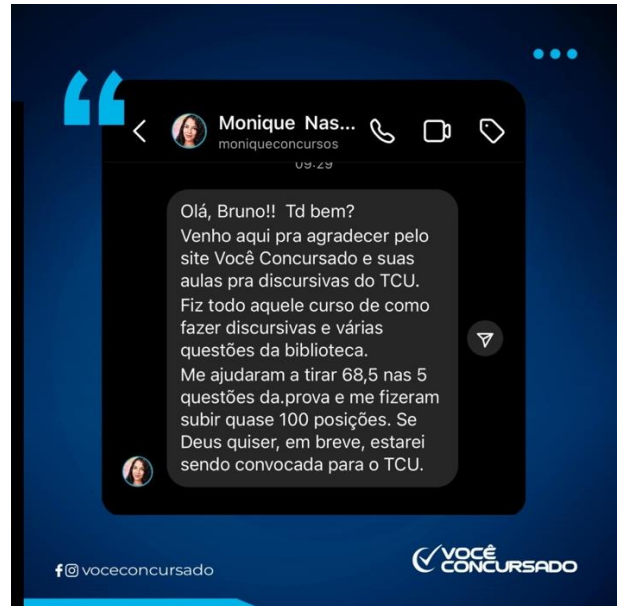 Monique Nas...
moniqueconcursos
09:29
Olá, Bruno!! Td bem?
Venho aqui pra agradecer pelo
site Você Concursado e suas
aulas pra discursivas do TCU.
Fiz todo aquele curso de como
fazer discursivas e várias
questões da biblioteca.
Me ajudaram a tirar 68,5 nas 5
questões da.prova e me fizeram
subir quase 100 posições. Se
Deus quiser, em breve, estarei
sendo convocada para o TCU.
voceconcursado
VOCÊ
CONCURSADO